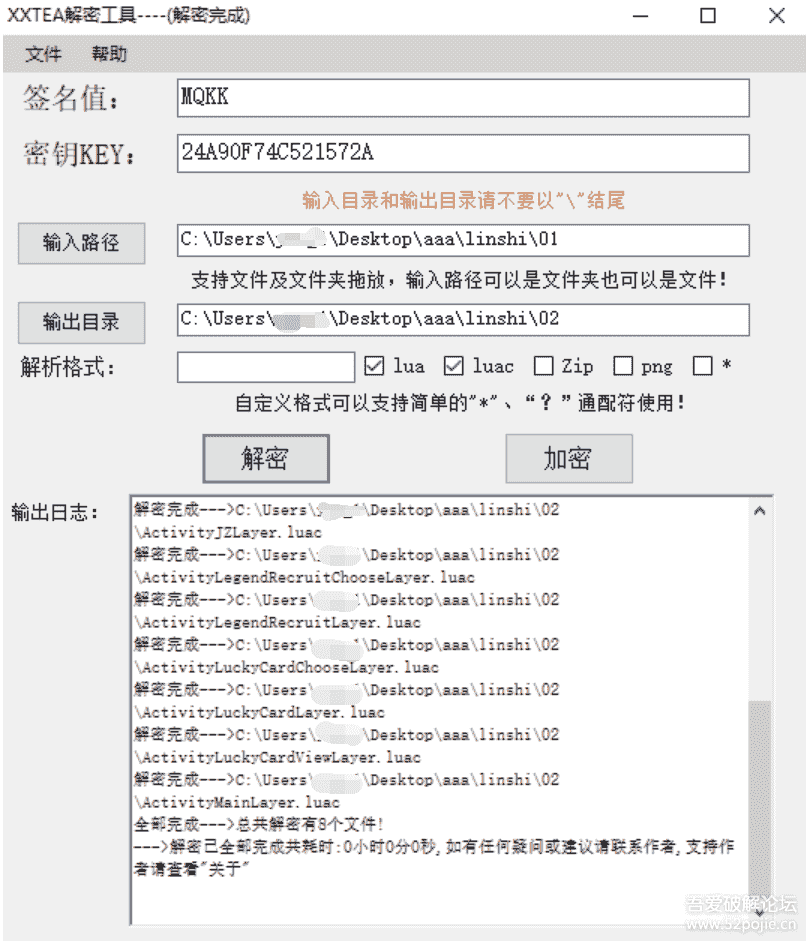 XXTEA解密工具----(解密完成)
文件 帮助
签名值： MQKK
密钥KEY： 24A90F74C521572A
输入目录和输出目录请不要以"\"结尾
输入路径 C:\Users\ \Desktop\aaa\linshi\01
支持文件及文件夹拖放，输入路径可以是文件夹也可以是文件！
输出目录 C:\Users\ \Desktop\aaa\linshi\02
解析格式： lua luac Zip png *
自定义格式可以支持简单的"*"、“？”通配符使用！
解密 加密
输出日志：
解密完成--->C:\Users\ \Desktop\aaa\linshi\02
\ActivityJZLayer.luac
解密完成--->C:\Users\ \Desktop\aaa\linshi\02
\ActivityLegendRecruitChooseLayer.luac
解密完成--->C:\Users\ \Desktop\aaa\linshi\02
\ActivityLegendRecruitLayer.luac
解密完成--->C:\Users\ \Desktop\aaa\linshi\02
\ActivityLuckyCardChooseLayer.luac
解密完成--->C:\Users\ \Desktop\aaa\linshi\02
\ActivityLuckyCardLayer.luac
解密完成--->C:\Users\ \Desktop\aaa\linshi\02
\ActivityLuckyCardViewLayer.luac
解密完成--->C:\Users\ \Desktop\aaa\linshi\02
\ActivityMainLayer.luac
全部完成--->总共解密有8个文件!
--->解密已全部完成共耗时:0小时0分0秒,如有任何疑问或建议请联系作者,支持作
者请查看"关于"
吾爱破解论坛
www.52pojie.cn